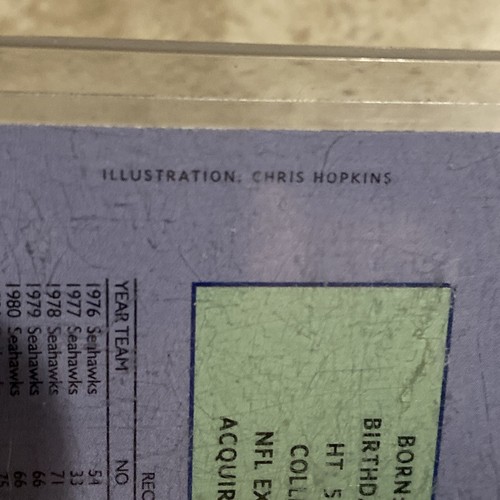 ILLUSTRATION: CHRIS HOPKINS
BORN
BIRTHD
HT 5
COLL
NFL EX
ACQUIR
REC
YEAR TEAM NO
1976 Seahawks 54
1977 Seahawks 33
1978 Seahawks 71
1979 Seahawks 66
1980 Seahawks 66